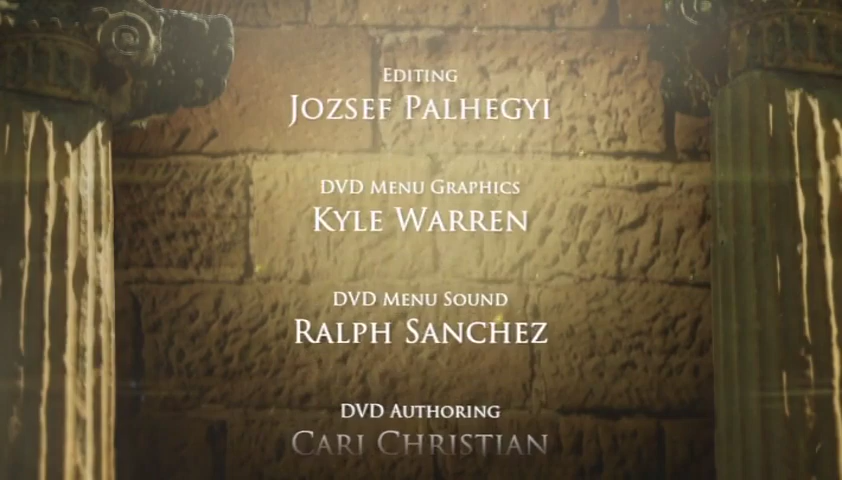 Editing
Jozsef Palhegyi
DVD Menu Graphics
Kyle Warren
DVD Menu Sound
Ralph Sanchez
DVD Authoring
Cari Christian